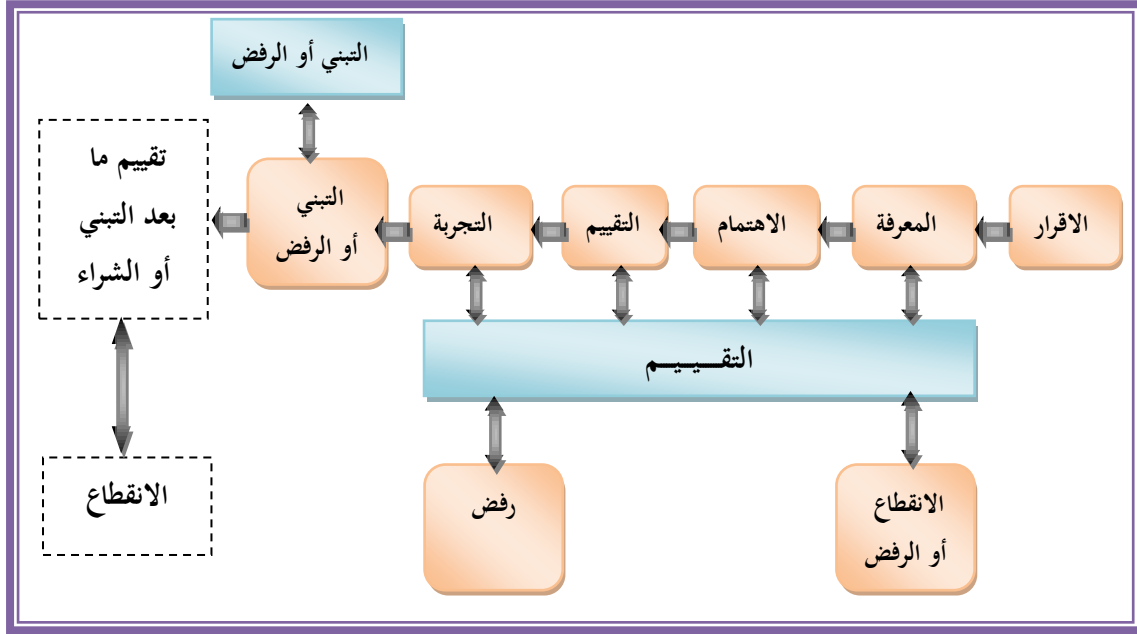 التبني أو الرفض
الاقرار
المعرفة
الاهتمام
التقييم
التجربة
التبني
أو الرفض
تقييم ما
بعد التبني
أو الشراء
التقـــيـيــم
الانقطاع
أو الرفض
رفض
الانقطاع